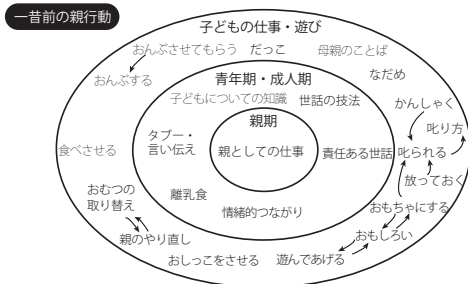 一昔前の親行動
子どもの仕事・遊び
おんぶさせてもらう
だっこ
母親のことば
おんぶする
なだめ
青年期・成人期
子どもについての知識
世話の技法
かんしゃく
叱り方
親期
タブー・
言い伝え
食べさせる
親としての仕事
責任ある世話
叱られる
放っておく
おむつの
取り替え
離乳食
情緒的つながり
おもちゃにする
親のやり直し
おもしろい
おしっこをさせる
遊んであげる